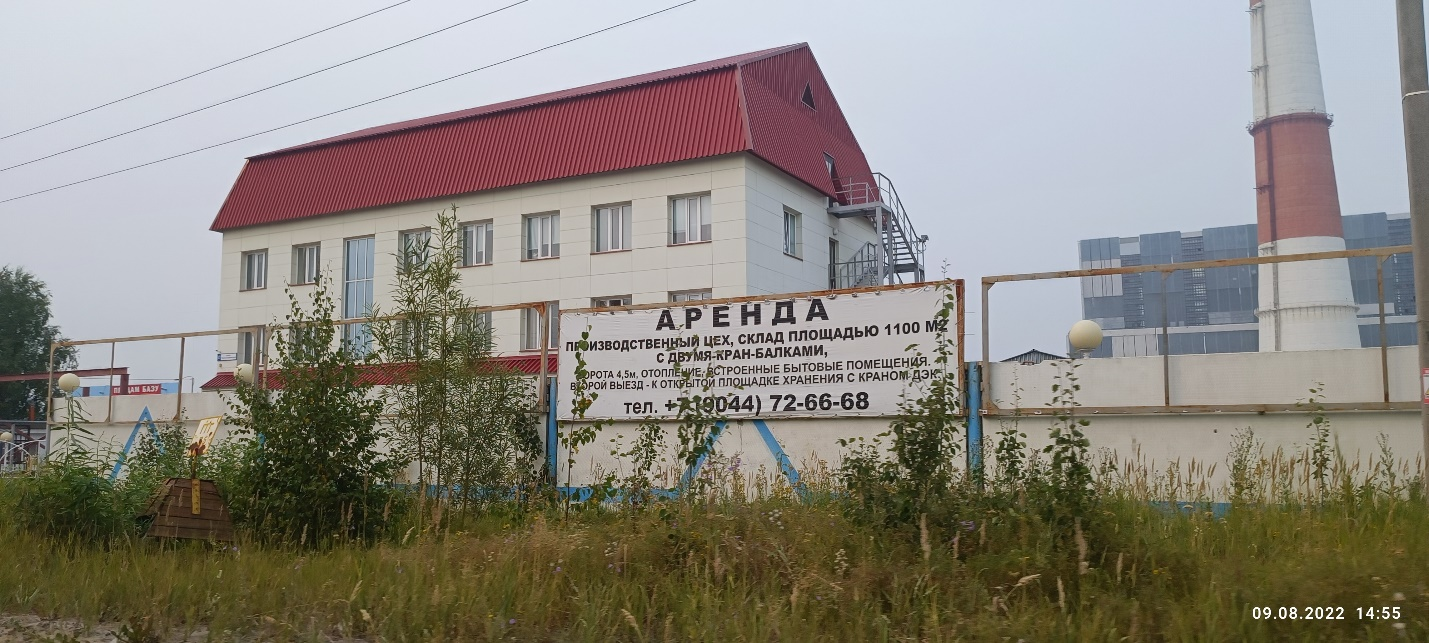 АРЕНДА
ПРОИЗВОДСТВЕННЫЙ ЦЕХ, СКЛАД ПЛОЩАДЬЮ 1100 М2
С ДВУМЯ КРАН-БАЛКАМИ,
ВОРОТА 4,5м, ОТОПЛЕНИЕ, ВСТРОЕННЫЕ БЫТОВЫЕ ПОМЕЩЕНИЯ.
ВТОРОЙ ВЫЕЗД - К ОТКРЫТОЙ ПЛОЩАДКЕ ХРАНЕНИЯ С КРАНОМ ДЭК.
тел. +7(9044) 72-66-68
БАЗУ
09.08.2022 14:55